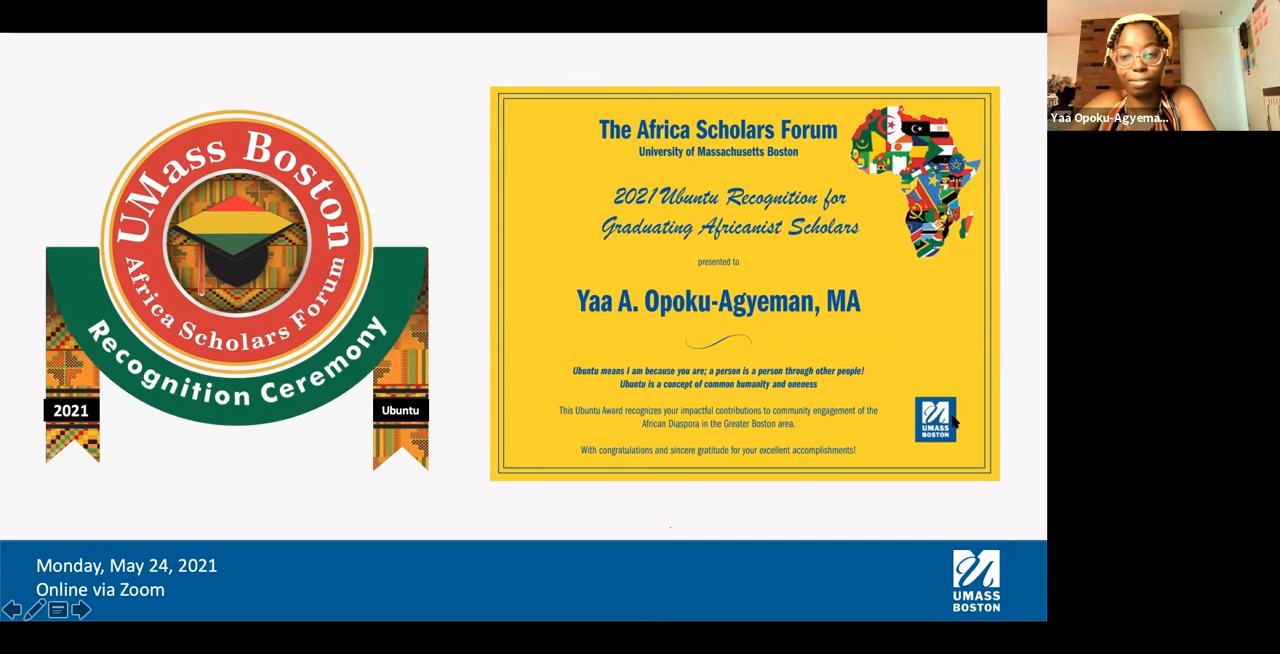 UMass Boston
Africa Scholars Forum
Recognition Ceremony
2021
Ubuntu
The Africa Scholars Forum
University of Massachusetts Boston
2021 Ubuntu Recognition for
Graduating Africanist Scholars
presented to
Yaa A. Opoku-Agyeman, MA
Ubuntu means I am because you are; a person is a person through other people!
Ubuntu is a concept of common humanity and oneness
This Ubuntu Award recognizes your impactful contributions to community engagement of the
African Diaspora in the Greater Boston area.
With congratulations and sincere gratitude for your excellent accomplishments!
UMASS
BOSTON
Yaa Opoku-Agyema...
Monday, May 24, 2021
Online via Zoom
UMASS
BOSTON